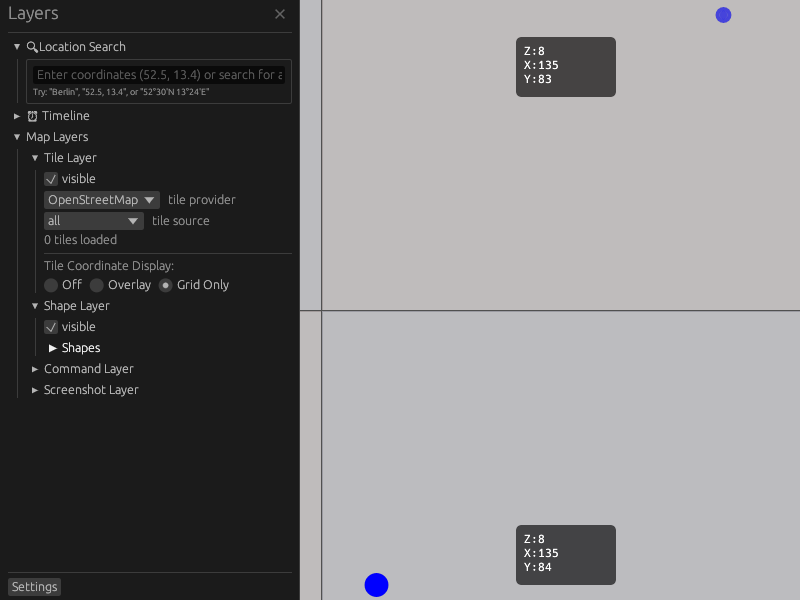 Layers
Location Search
Enter coordinates (52.5, 13.4) or search for a
Try: "Berlin", "52.5, 13.4", or "52°30'N 13°24'E"
Timeline
Map Layers
Tile Layer
visible
OpenStreetMap tile provider
all tile source
0 tiles loaded
Tile Coordinate Display:
Off Overlay Grid Only
Shape Layer
visible
Shapes
Command Layer
Screenshot Layer
Settings
Z:8
X:135
Y:83
Z:8
X:135
Y:84